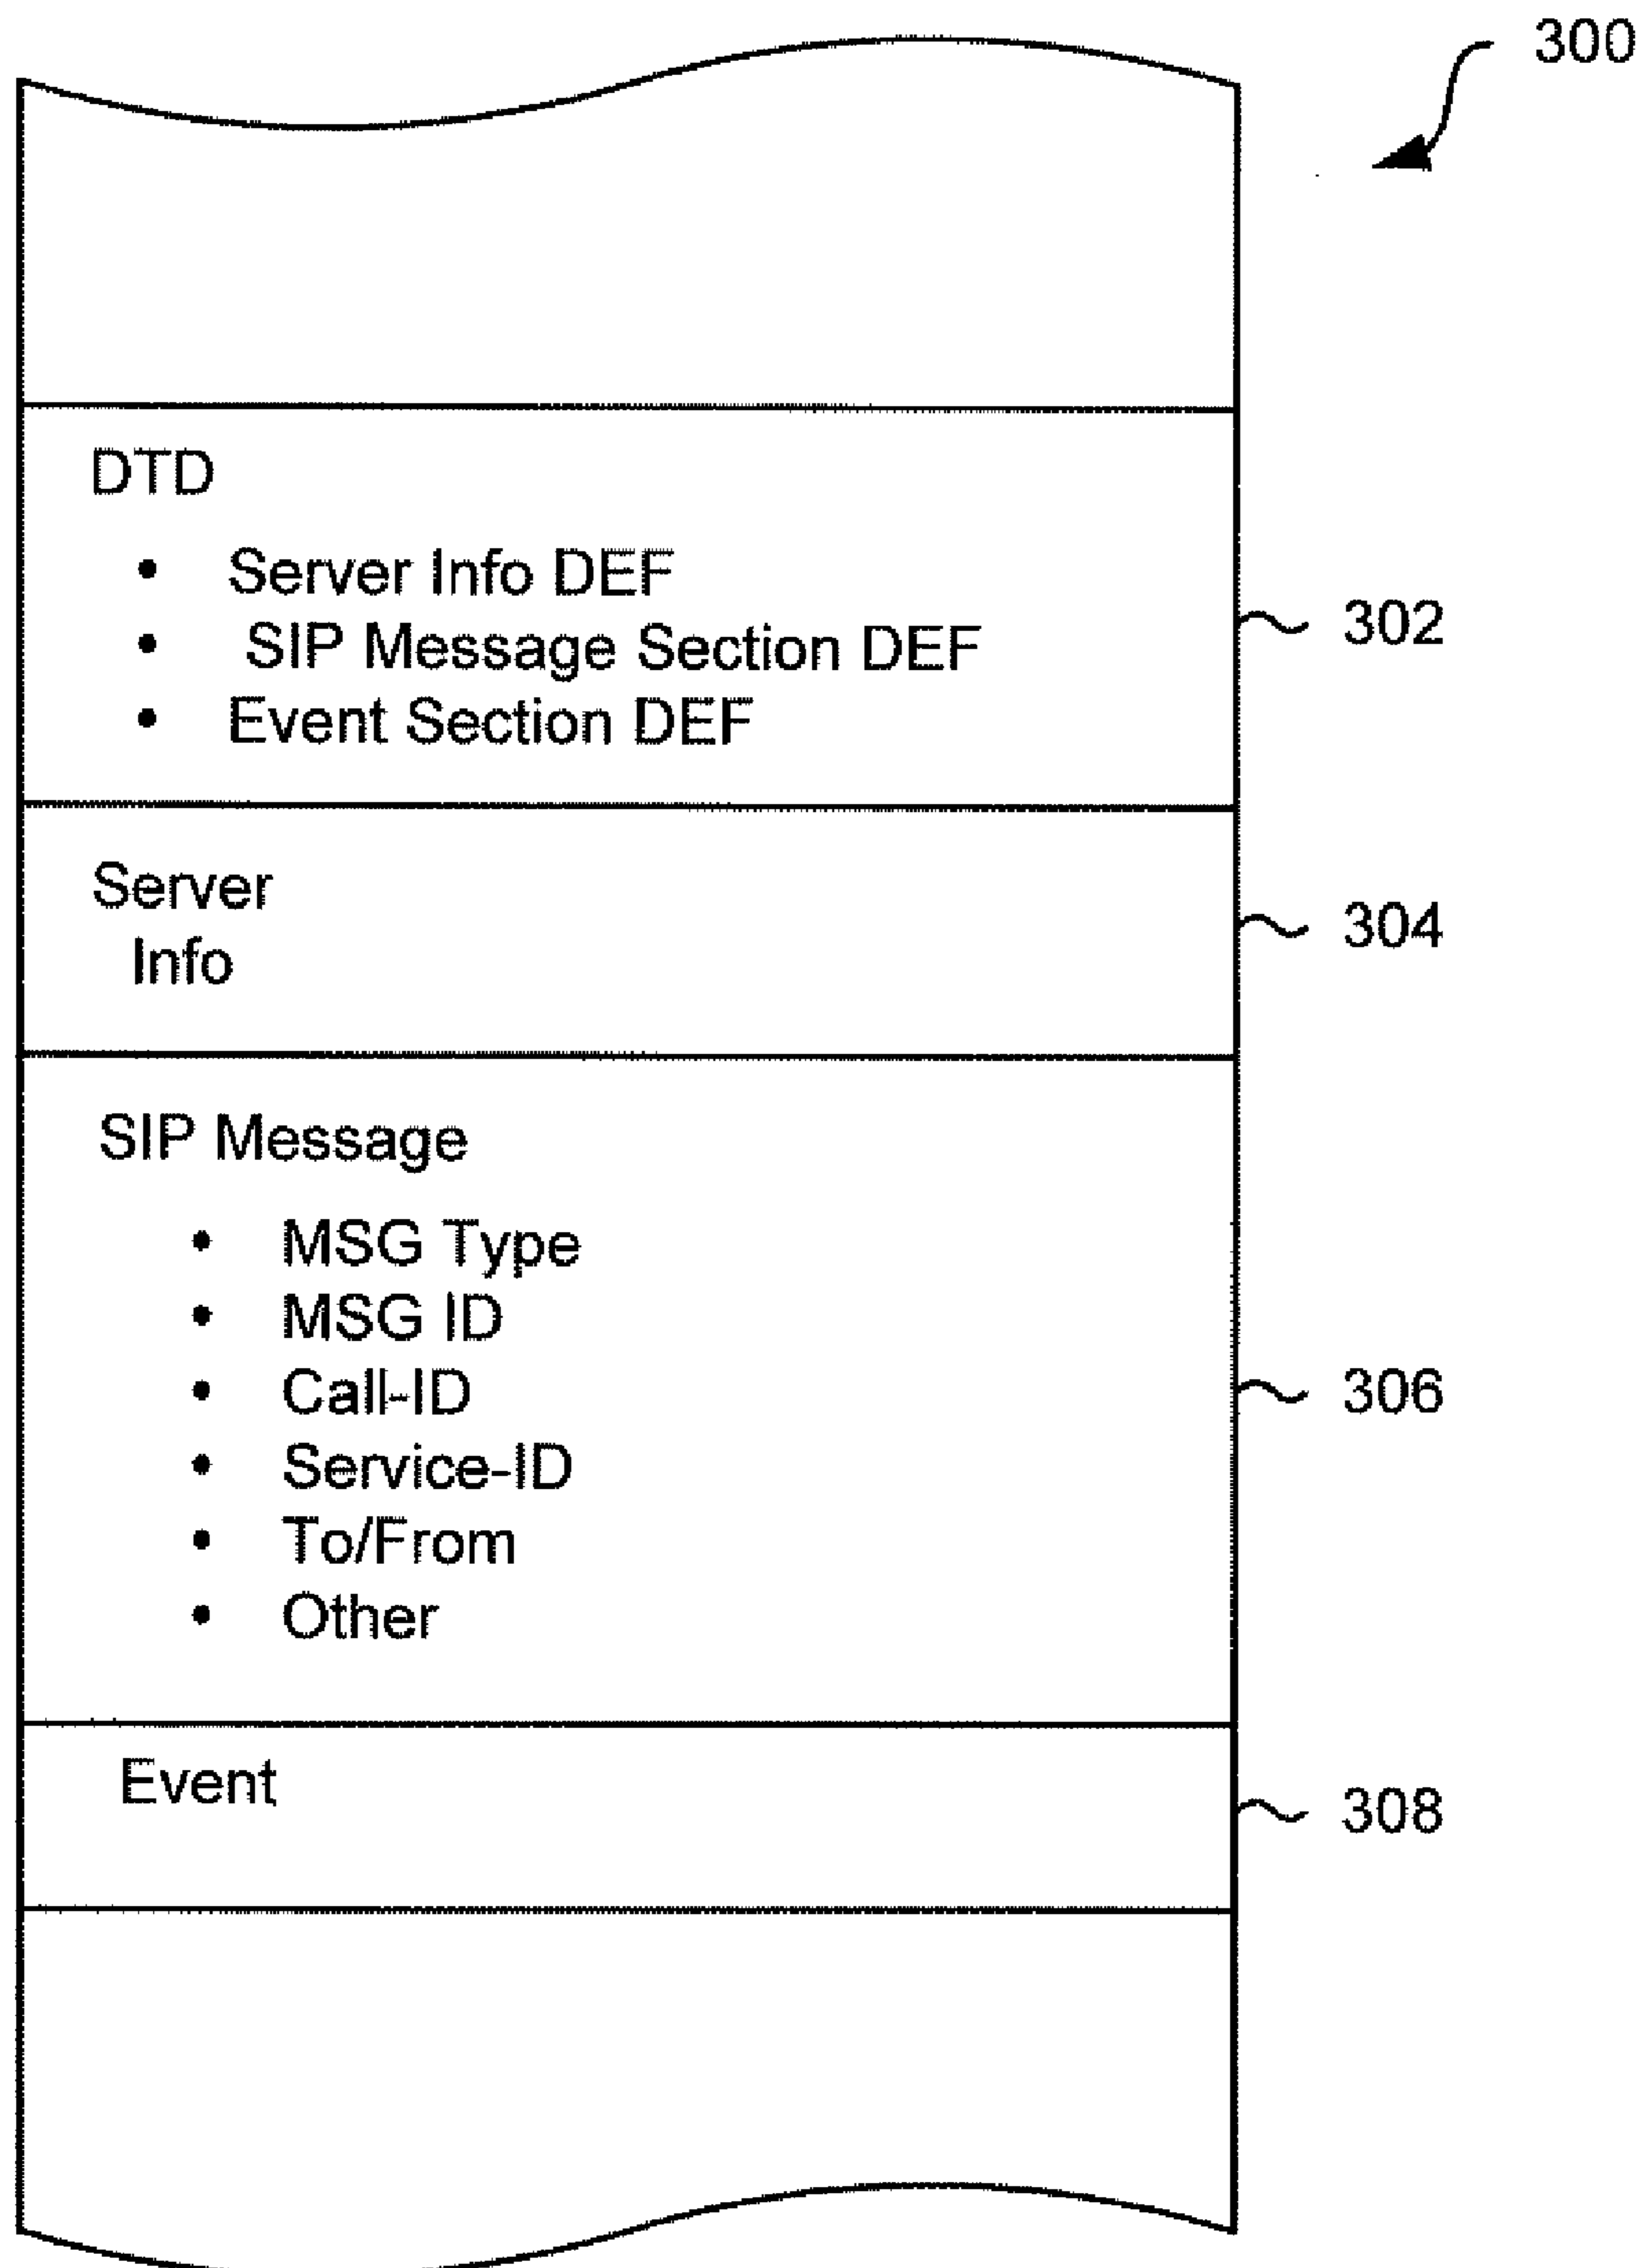 300
DTD
• Server Info DEF
• SIP Message Section DEF
• Event Section DEF
302
Server
Info
304
SIP Message
• MSG Type
• MSG ID
• Call-ID
• Service-ID
• To/From
• Other
306
Event
308